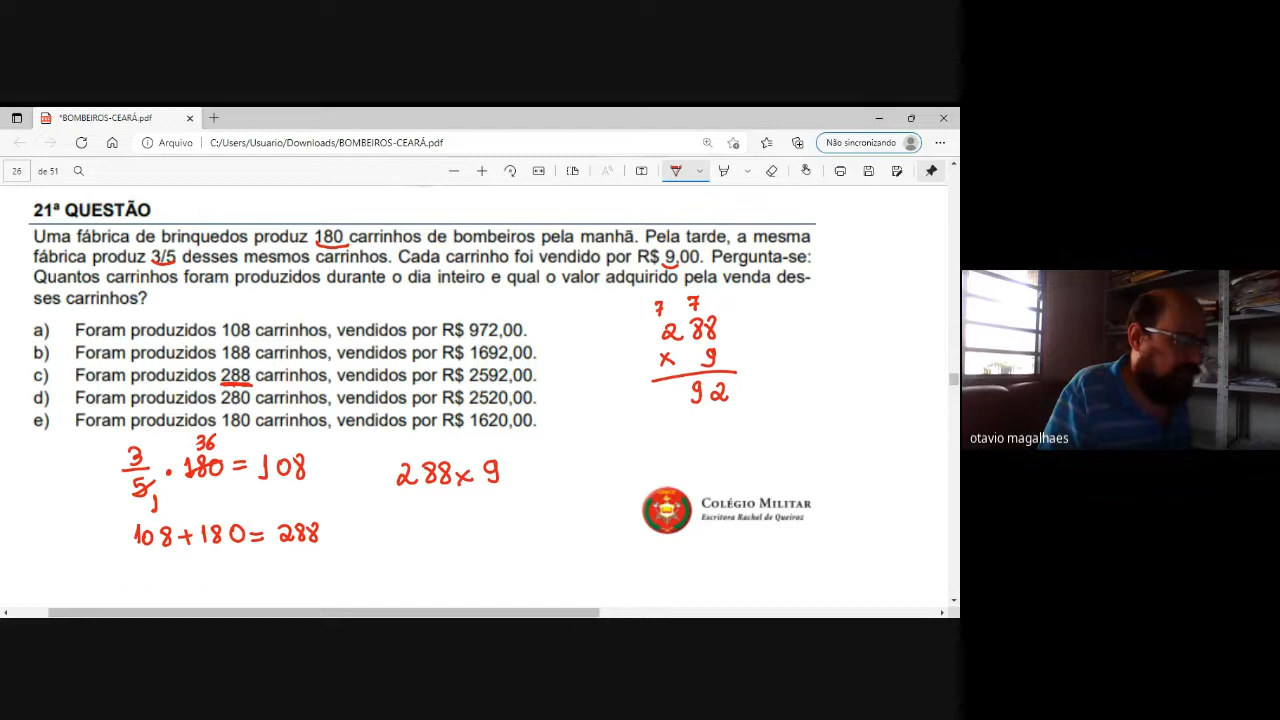 *BOMBEIROS-CEARÁ.pdf
Arquivo
C:/Users/Usuario/Downloads/BOMBEIROS-CEARÁ.pdf
Não sincronizando
26 de 51
21ª QUESTÃO
Uma fábrica de brinquedos produz 180 carrinhos de bombeiros pela manhã. Pela tarde, a mesma
fábrica produz 3/5 desses mesmos carrinhos. Cada carrinho foi vendido por R$ 9,00. Pergunta-se:
Quantos carrinhos foram produzidos durante o dia inteiro e qual o valor adquirido pela venda des-
ses carrinhos?
a) Foram produzidos 108 carrinhos, vendidos por R$ 972,00.
b) Foram produzidos 188 carrinhos, vendidos por R$ 1692,00.
c) Foram produzidos 288 carrinhos, vendidos por R$ 2592,00.
d) Foram produzidos 280 carrinhos, vendidos por R$ 2520,00.
e) Foram produzidos 180 carrinhos, vendidos por R$ 1620,00.
7 7
288
x 9
92
36
3/5 . 180 = 108
1
108+180= 288
288x 9
COLÉGIO MILITAR
Escritora Rachel de Queiroz
otavio magalhaes